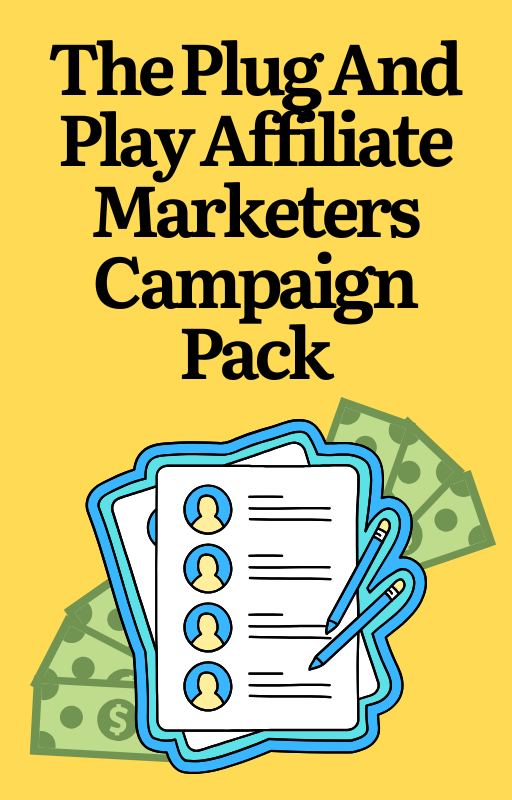 The Plug And
Play Affiliate
Marketers
Campaign
Pack
$